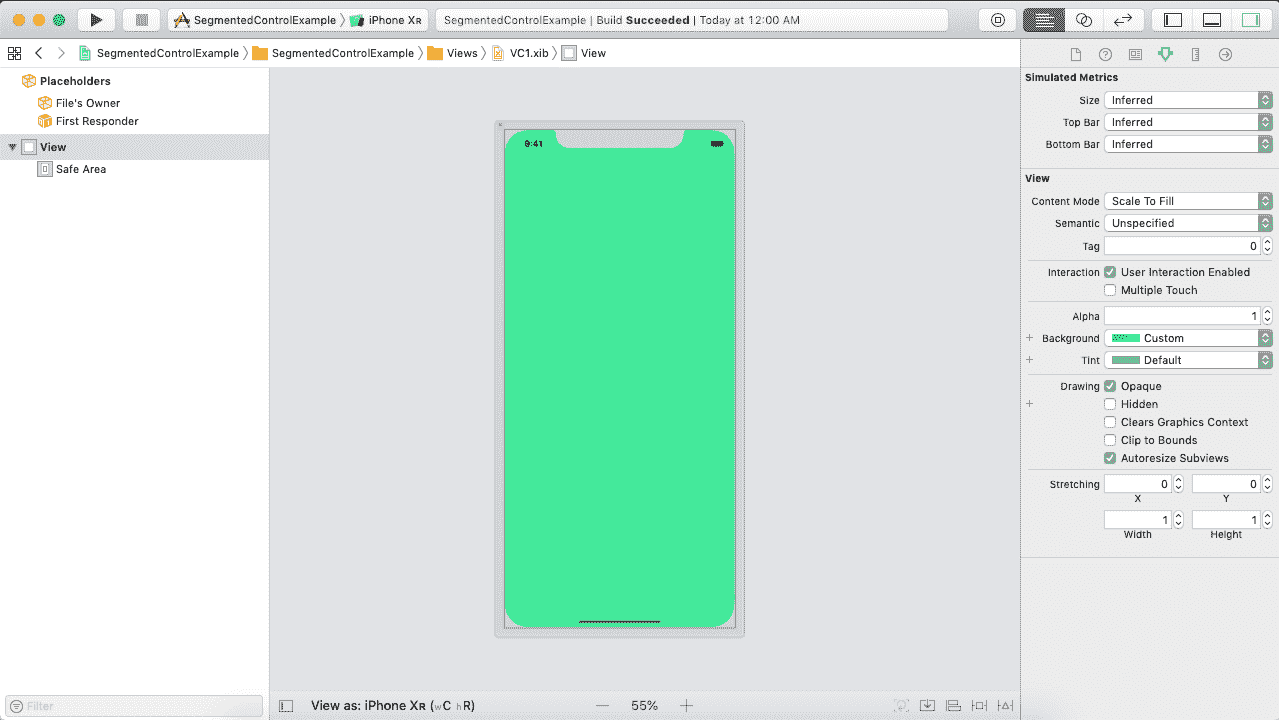 SegmentedControlExample iPhone XR SegmentedControlExample | Build Succeeded | Today at 12:00 AM
SegmentedControlExample SegmentedControlExample Views VC1.xib View
Placeholders
File's Owner
First Responder
View
Safe Area
9:41
Simulated Metrics
Size Inferred
Top Bar Inferred
Bottom Bar Inferred
View
Content Mode Scale To Fill
Semantic Unspecified
Tag 0
Interaction User Interaction Enabled
Multiple Touch
Alpha 1
+ Background Custom
+ Tint Default
Drawing Opaque
+ Hidden
Clears Graphics Context
Clip to Bounds
Autoresize Subviews
Stretching 0 0
X Y
1 1
Width Height
Filter
View as: iPhone XR (wC hR) — 55% +